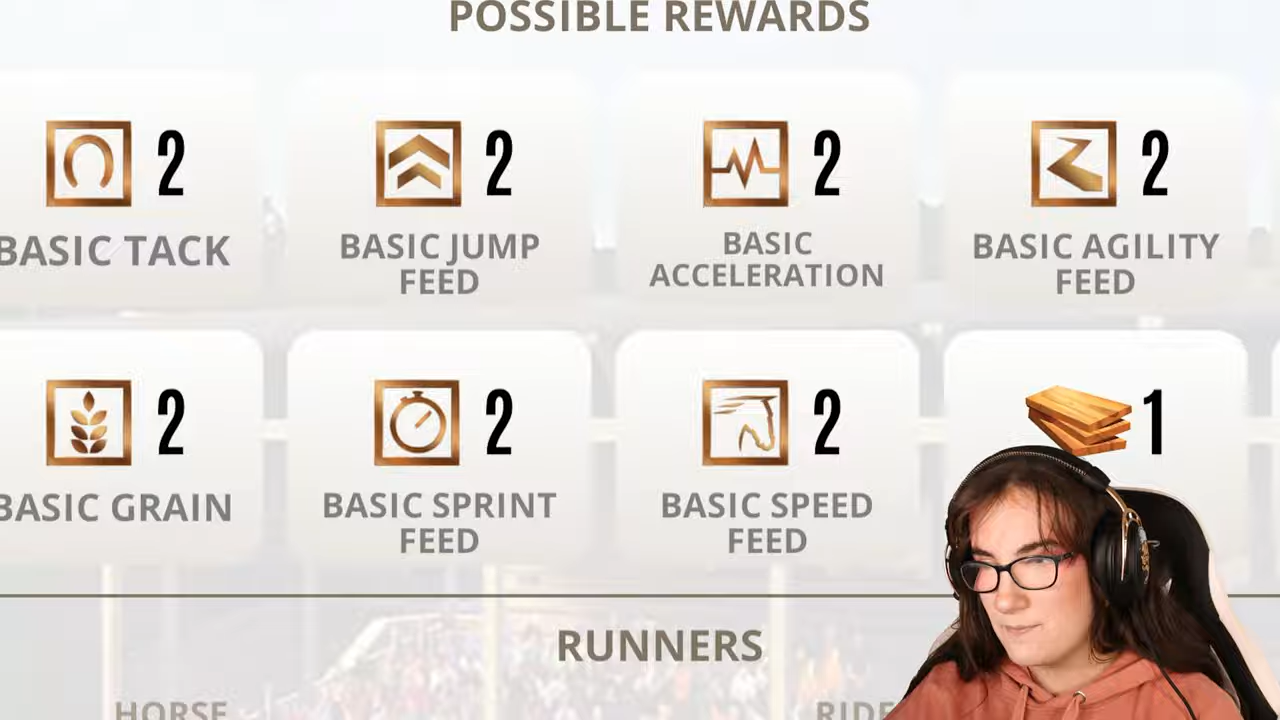 POSSIBLE REWARDS
2
2
2
2
BASIC TACK
BASIC JUMP
FEED
BASIC
ACCELERATION
BASIC AGILITY
FEED
2
2
2
1
BASIC GRAIN
BASIC SPRINT
FEED
BASIC SPEED
FEED
RUNNERS
HORSE